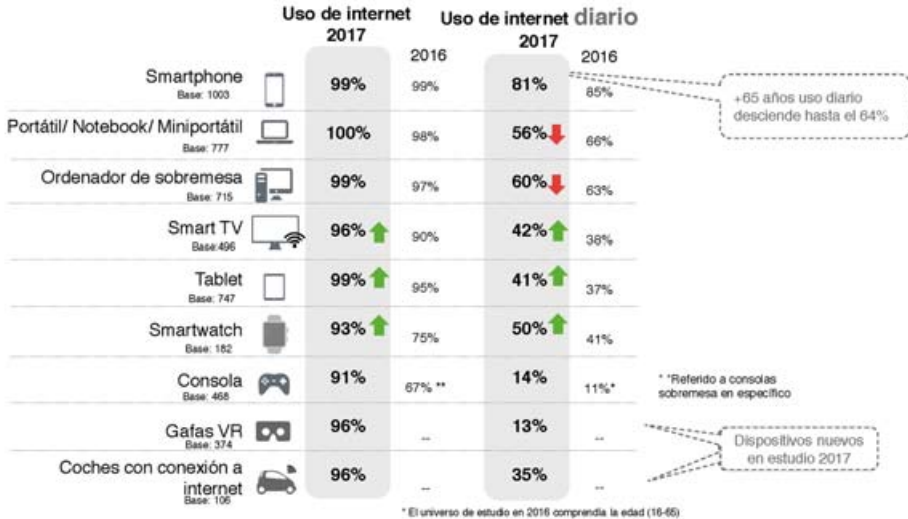 Uso de internet
2017
2016
Uso de internet diario
2017
2016
Smartphone
Base: 1003
99%
99%
81%
85%
+65 años uso diario
desciende hasta el 64%
Portátil/ Notebook/ Miniportátil
Base: 777
100%
98%
56%
66%
Ordenador de sobremesa
Base: 715
99%
97%
60%
63%
Smart TV
Base:496
96%
90%
42%
38%
Tablet
Base: 747
99%
95%
41%
37%
Smartwatch
Base: 182
93%
75%
50%
41%
Consola
Base: 468
91%
67% **
14%
11%*
* *Referido a consolas
sobremesa en específico
Gafas VR
Base: 374
96%
--
13%
--
Dispositivos nuevos
en estudio 2017
Coches con conexión a
internet
Base: 106
96%
--
35%
--
* El universo de estudio en 2016 comprendía la edad (16-65)